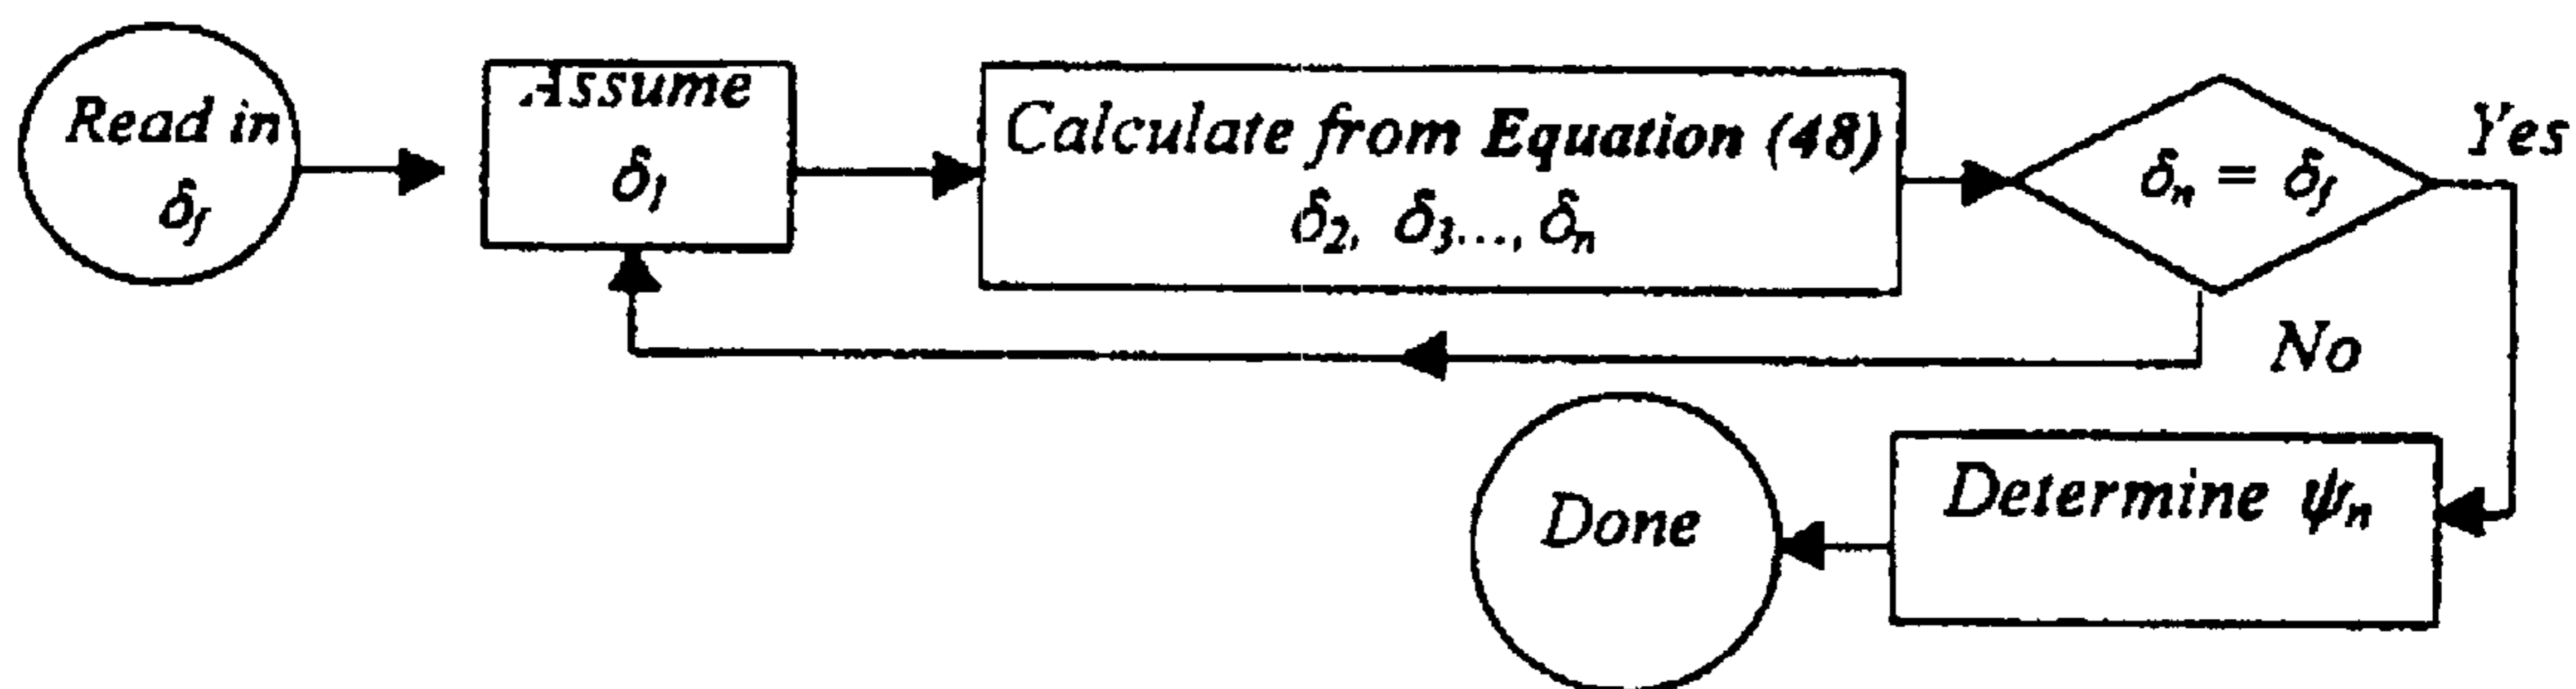 Read in
δf
Assume
δ1
Calculate from Equation (48)
δ2, δ3..., δn
δn = δf
Yes
No
Determine ψn
Done